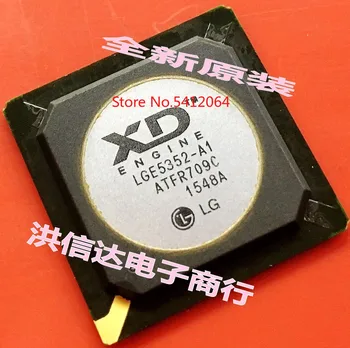 全新原装
Store No.5412064
XD
ENGINE
LGE5352-A1
ATFR709C
1548A
LG
洪信达电子商行